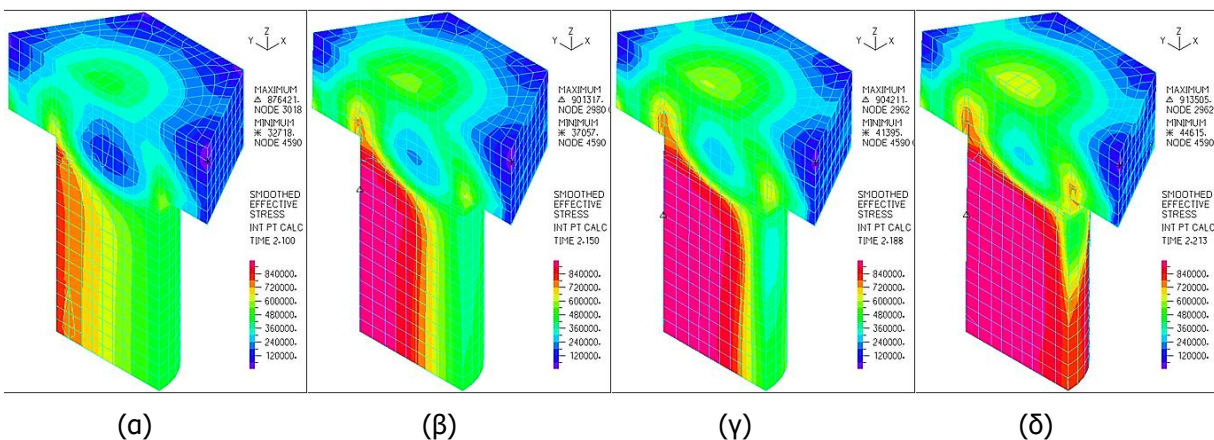 Z
Y X
MAXIMUM
Δ 876421.
NODE 3018
MINIMUM
✳ 32718.
NODE 4590
SMOOTHED
EFFECTIVE
STRESS
INT PT CALC
TIME 2.100
840000.
720000.
600000.
480000.
360000.
240000.
120000.
Z
Y X
MAXIMUM
Δ 901317.
NODE 2980
MINIMUM
✳ 37057.
NODE 4590
SMOOTHED
EFFECTIVE
STRESS
INT PT CALC
TIME 2.150
840000.
720000.
600000.
480000.
360000.
240000.
120000.
Z
Y X
MAXIMUM
Δ 904211.
NODE 2962
MINIMUM
✳ 41395.
NODE 4590
SMOOTHED
EFFECTIVE
STRESS
INT PT CALC
TIME 2.188
840000.
720000.
600000.
480000.
360000.
240000.
120000.
Z
Y X
MAXIMUM
Δ 913505.
NODE 2962
MINIMUM
✳ 44615.
NODE 4590
SMOOTHED
EFFECTIVE
STRESS
INT PT CALC
TIME 2.213
840000.
720000.
600000.
480000.
360000.
240000.
120000.
(α) (β) (γ) (δ)